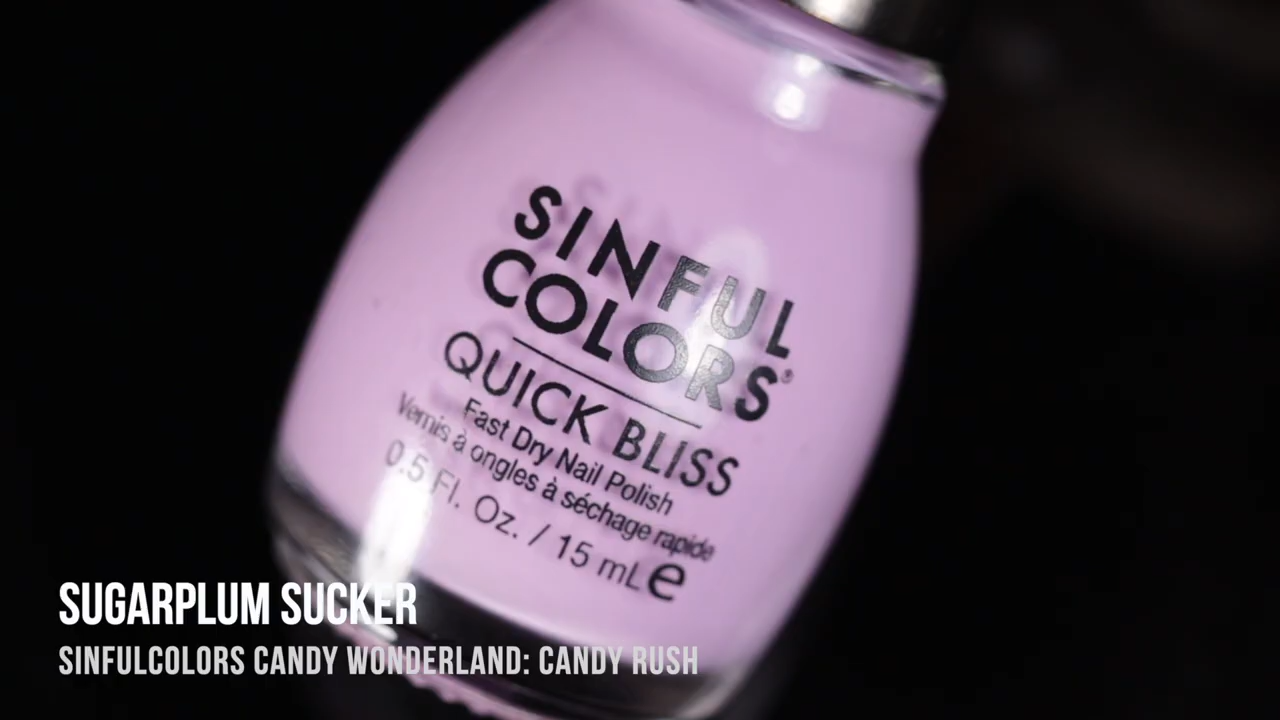 SINFUL
COLORS®
QUICK BLISS
Fast Dry Nail Polish
Vernis à ongles à séchage rapide
0.5 Fl. Oz. / 15 mL e
SUGARPLUM SUCKER
SINFULCOLORS CANDY WONDERLAND: CANDY RUSH